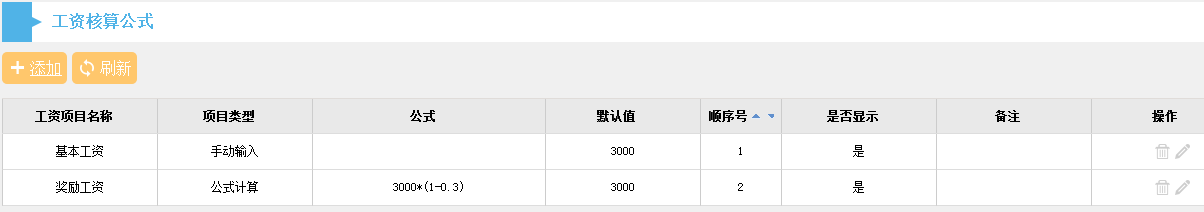 工资核算公式
添加 刷新
工资项目名称 项目类型 公式 默认值 顺序号 是否显示 备注 操作
基本工资 手动输入 3000 1 是
奖励工资 公式计算 3000*(1-0.3) 3000 2 是